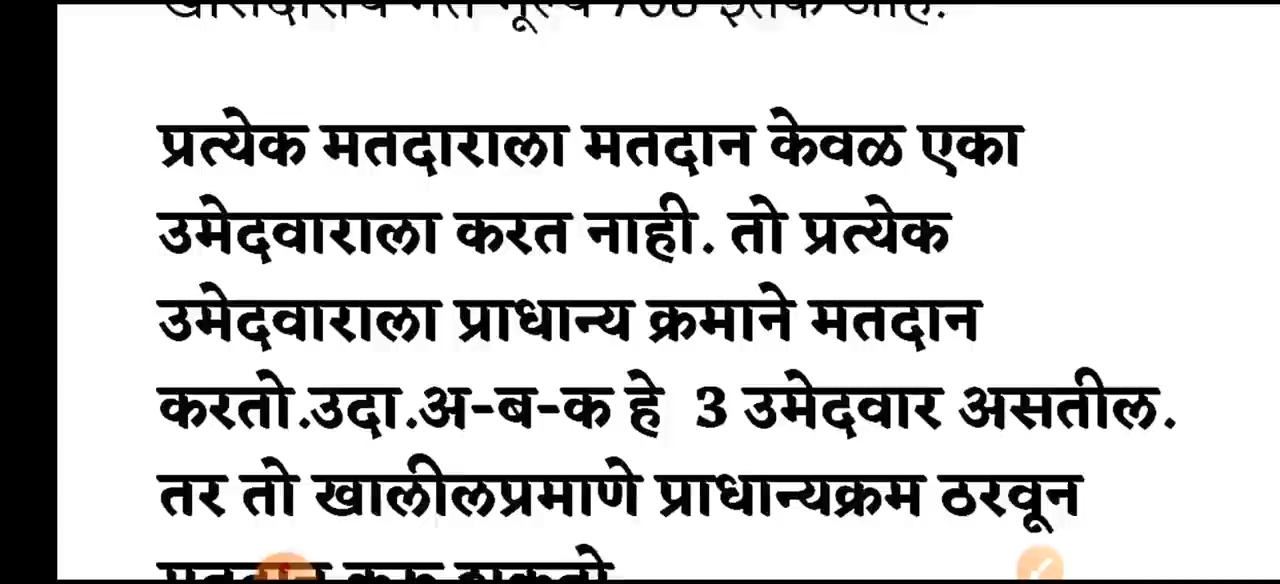 प्रत्येक मतदाराला मतदान केवळ एका
उमेदवाराला करत नाही. तो प्रत्येक
उमेदवाराला प्राधान्य क्रमाने मतदान
करतो.उदा.अ-ब-क हे 3 उमेदवार असतील.
तर तो खालीलप्रमाणे प्राधान्यक्रम ठरवून